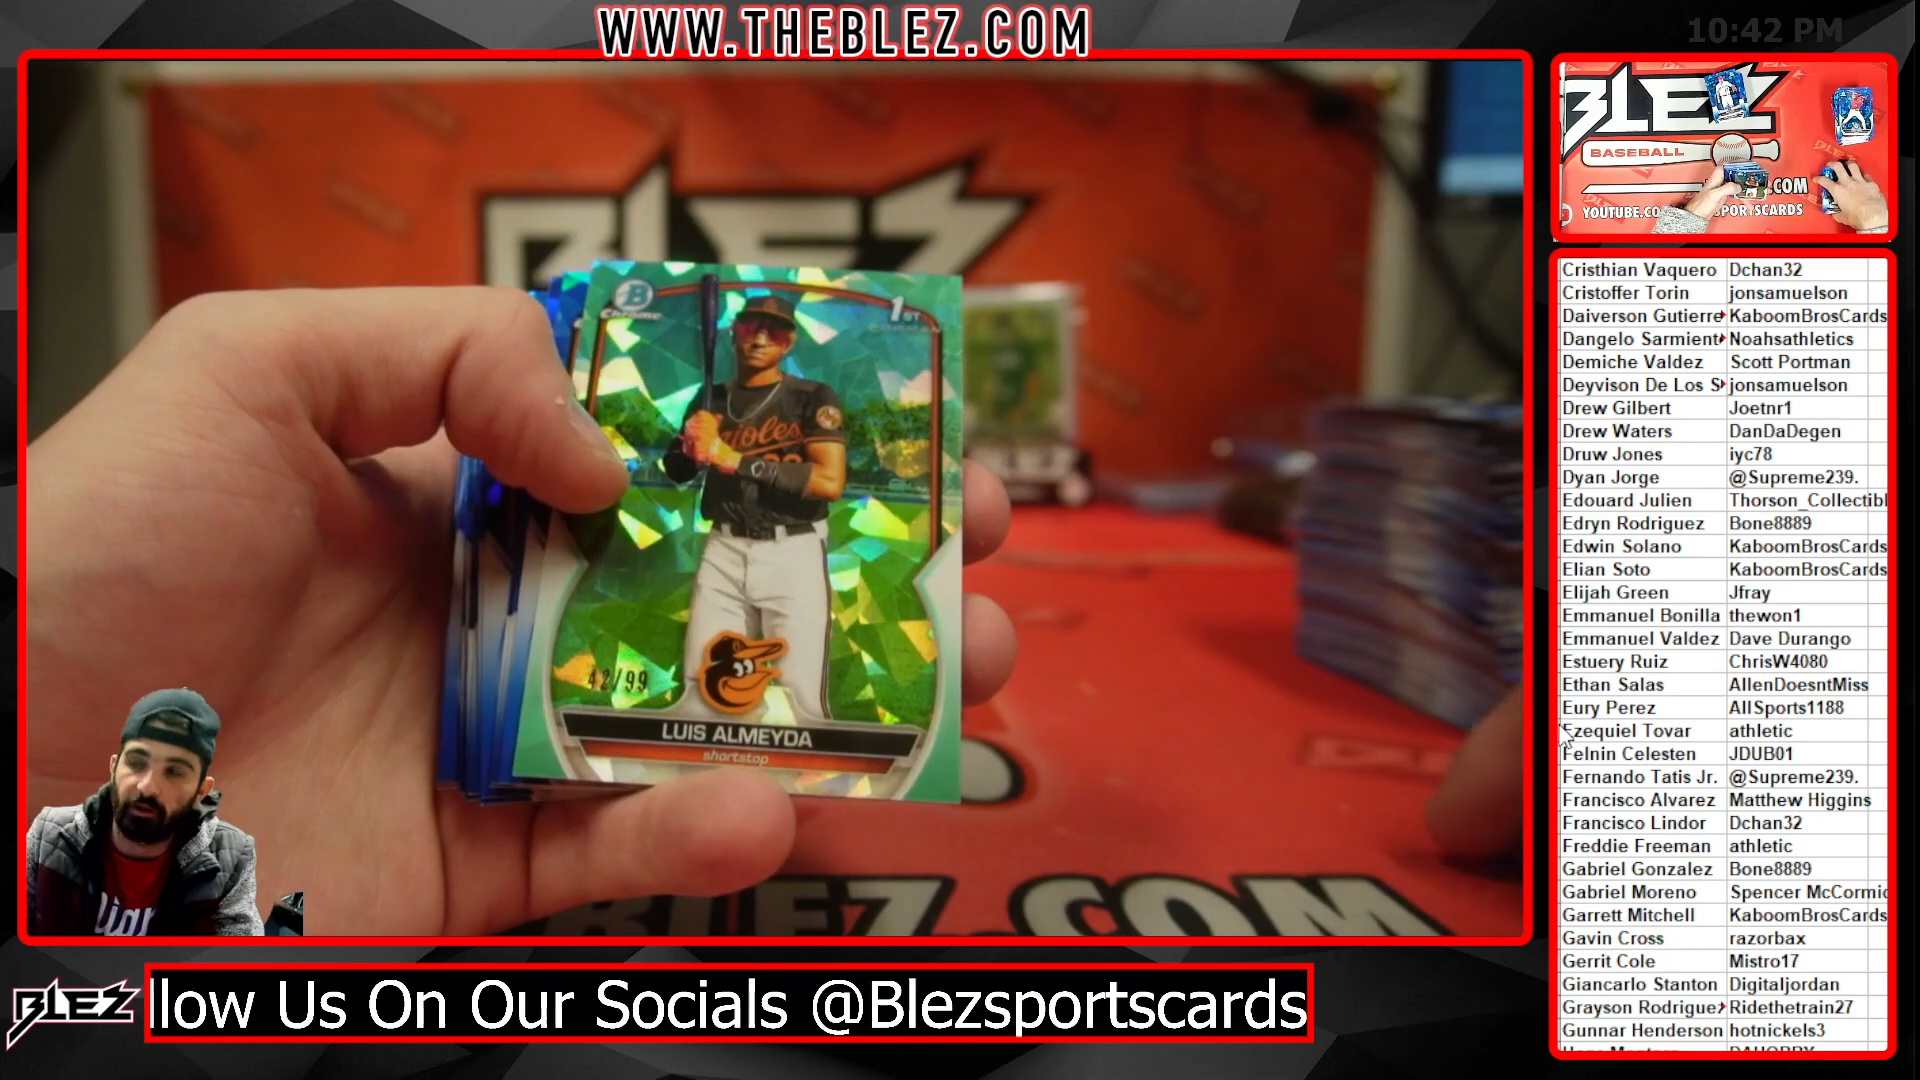 WWW.THEBLEZ.COM
10:42 PM
BLEZ
BLEZ
BASEBALL
.COM
YOUTUBE.CO SPORTSCARDS
B
Chrome
1ST
BOWMAN
Orioles
42/99
LUIS ALMEYDA
shortstop
BLEZ.COM
Cristhian Vaquero Dchan32
Cristoffer Torin jonsamuelson
Daiverson Gutierre KaboomBrosCards
Dangelo Sarmient Noahsathletics
Demiche Valdez Scott Portman
Deyvison De Los S jonsamuelson
Drew Gilbert Joetnr1
Drew Waters DanDaDegen
Druw Jones iyc78
Dyan Jorge @Supreme239.
Edouard Julien Thorson_Collectibl
Edryn Rodriguez Bone8889
Edwin Solano KaboomBrosCards
Elian Soto KaboomBrosCards
Elijah Green Jfray
Emmanuel Bonilla thewon1
Emmanuel Valdez Dave Durango
Estuery Ruiz ChrisW4080
Ethan Salas AllenDoesntMiss
Eury Perez AllSports1188
Ezequiel Tovar athletic
Felnin Celesten JDUB01
Fernando Tatis Jr. @Supreme239.
Francisco Alvarez Matthew Higgins
Francisco Lindor Dchan32
Freddie Freeman athletic
Gabriel Gonzalez Bone8889
Gabriel Moreno Spencer McCormic
Garrett Mitchell KaboomBrosCards
Gavin Cross razorbax
Gerrit Cole Mistro17
Giancarlo Stanton Digitaljordan
Grayson Rodriguez Ridethetrain27
Gunnar Henderson hotnickels3
BLEZ
llow Us On Our Socials @Blezsportscards